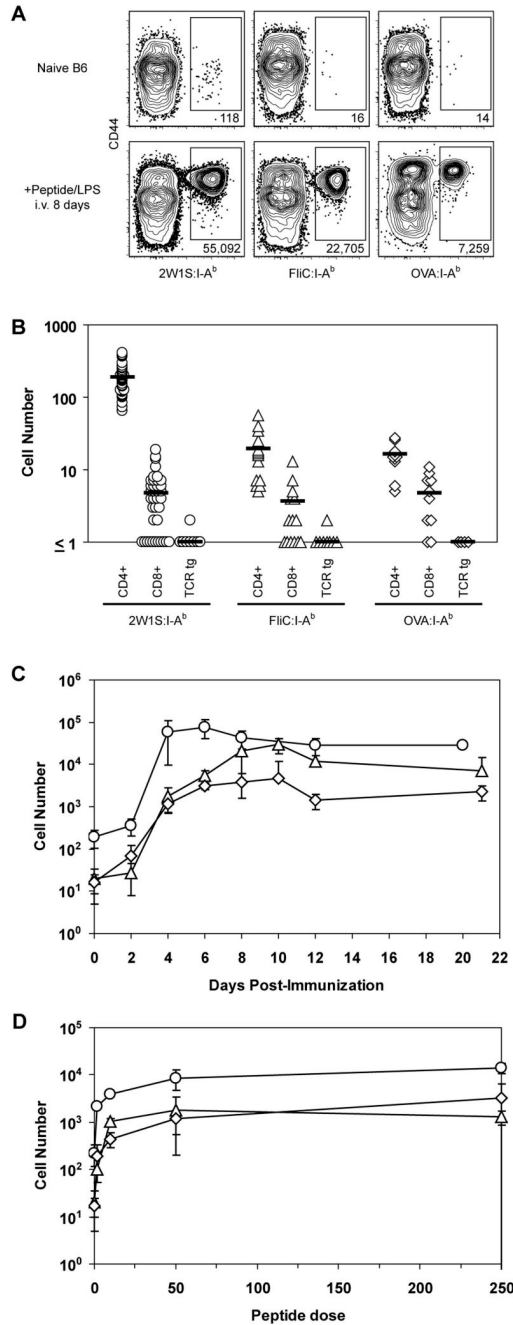 A
Naive B6
CD44
118
16
14
+Peptide/LPS
i.v. 8 days
55,092
22,705
7,259
2W1S:I-Aᵇ
FliC:I-Aᵇ
OVA:I-Aᵇ
B
Cell Number
1000
100
10
≤1
CD4+
CD8+
TCR tg
CD4+
CD8+
TCR tg
CD4+
CD8+
TCR tg
2W1S:I-Aᵇ
FliC:I-Aᵇ
OVA:I-Aᵇ
C
Cell Number
10⁶
10⁵
10⁴
10³
10²
10¹
10⁰
0 2 4 6 8 10 12 14 16 18 20 22
Days Post-Immunization
D
Cell Number
10⁵
10⁴
10³
10²
10¹
10⁰
0 50 100 150 200 250
Peptide dose